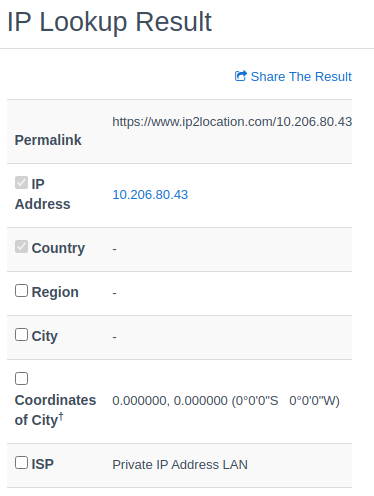 IP Lookup Result
Share The Result
Permalink https://www.ip2location.com/10.206.80.43
IP Address 10.206.80.43
Country -
Region -
City -
Coordinates of City† 0.000000, 0.000000 (0°0'0"S 0°0'0"W)
ISP Private IP Address LAN